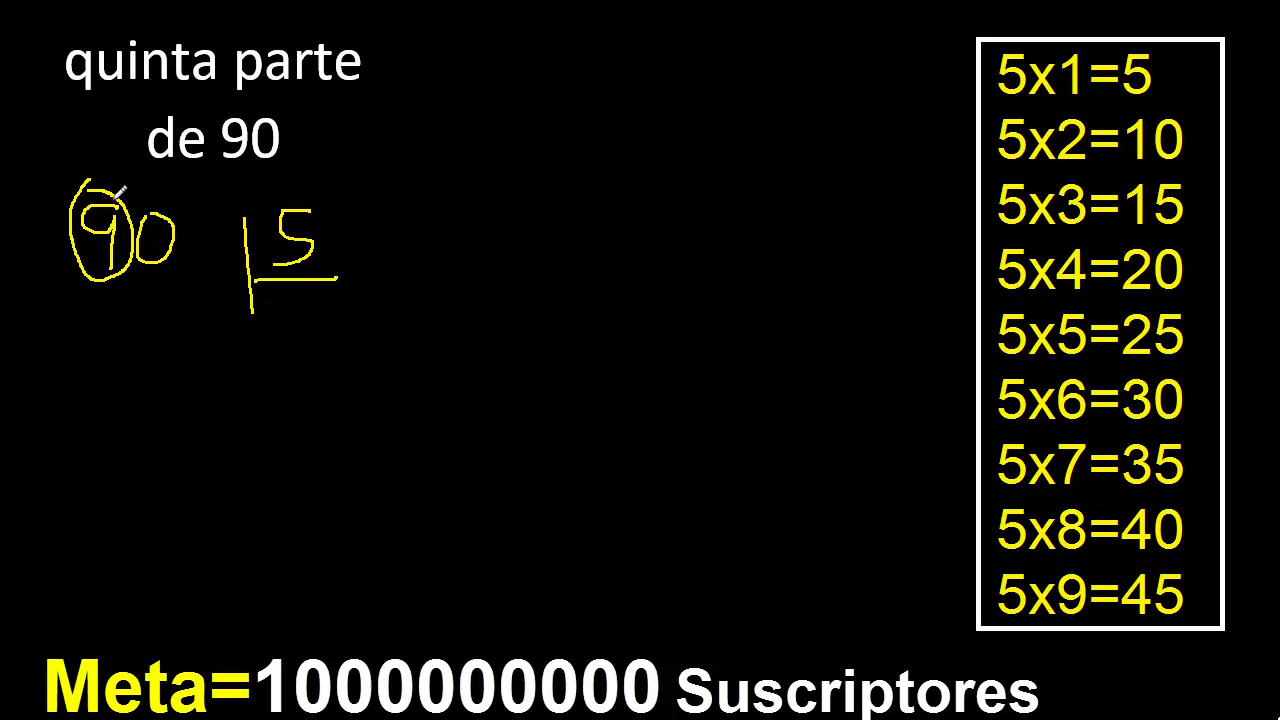 quinta parte
de 90
90 5
5x1=5
5x2=10
5x3=15
5x4=20
5x5=25
5x6=30
5x7=35
5x8=40
5x9=45
Meta=1000000000 Suscriptores